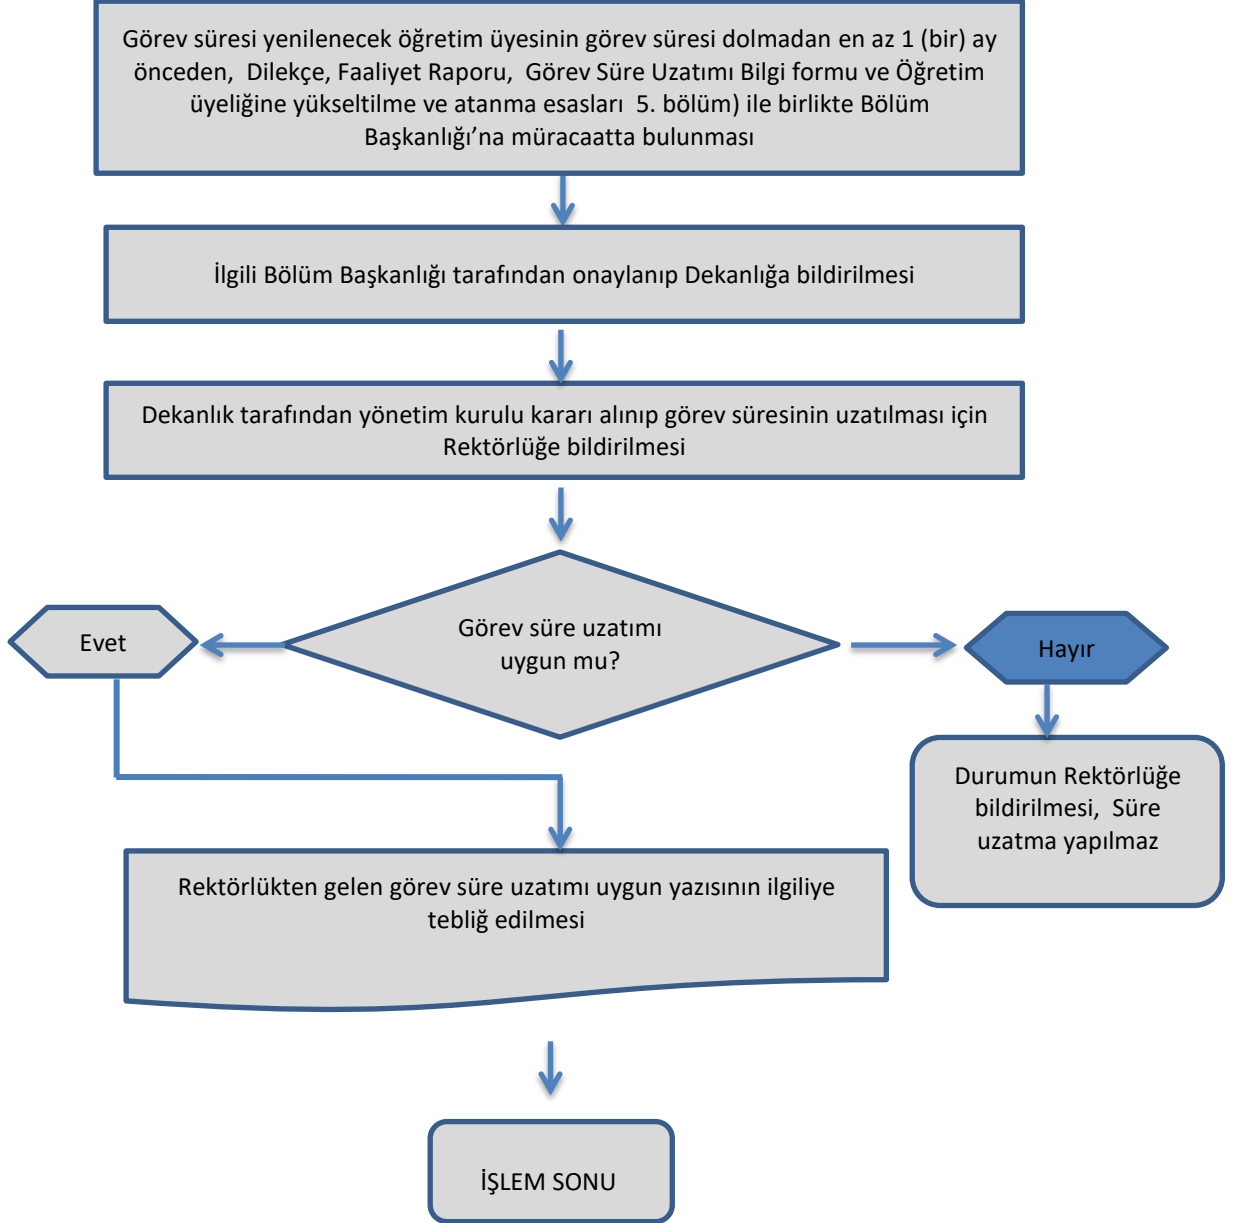 Görev süresi yenilenecek öğretim üyesinin görev süresi dolmadan en az 1 (bir) ay
önceden, Dilekçe, Faaliyet Raporu, Görev Süre Uzatımı Bilgi formu ve Öğretim
üyeliğine yükseltilme ve atanma esasları 5. bölüm) ile birlikte Bölüm
Başkanlığı’na müracaatta bulunması
İlgili Bölüm Başkanlığı tarafından onaylanıp Dekanlığa bildirilmesi
Dekanlık tarafından yönetim kurulu kararı alınıp görev süresinin uzatılması için
Rektörlüğe bildirilmesi
Görev süre uzatımı
uygun mu?
Evet
Hayır
Durumun Rektörlüğe
bildirilmesi, Süre
uzatma yapılmaz
Rektörlükten gelen görev süre uzatımı uygun yazısının ilgiliye
tebliğ edilmesi
İŞLEM SONU